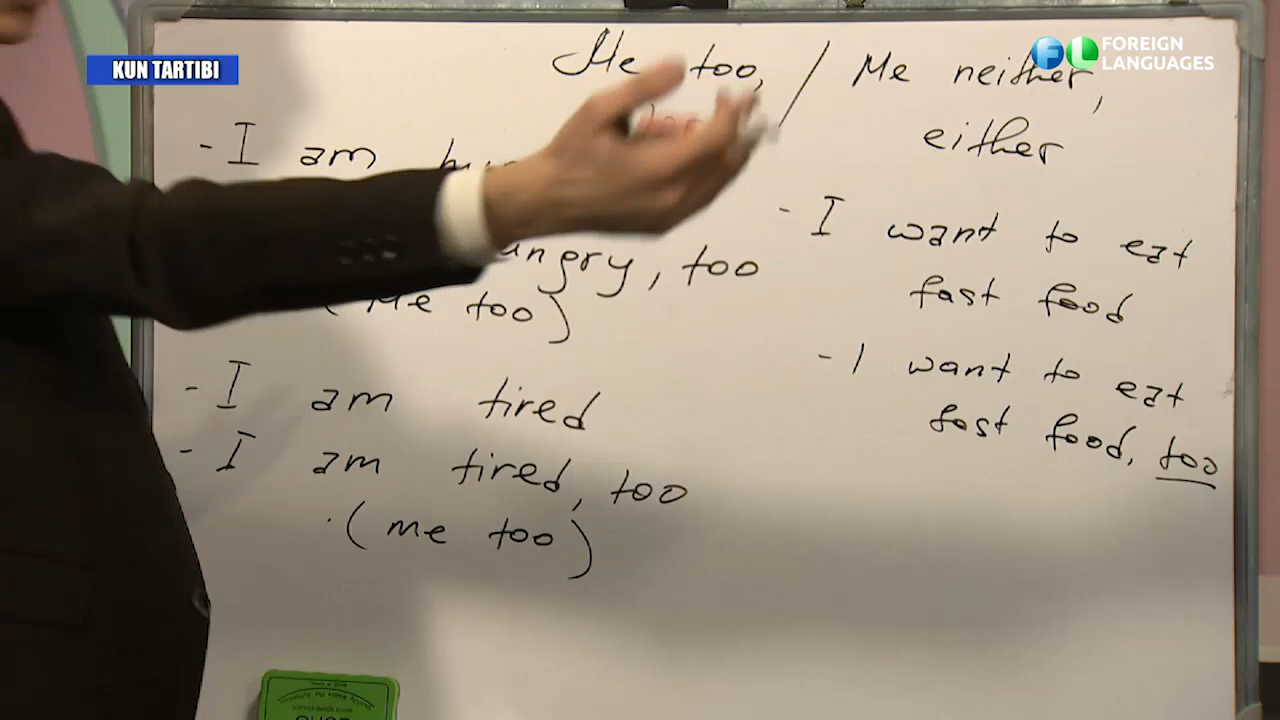 KUN TARTIBI
FOREIGN
LANGUAGES
Me too, / Me neither,
either
- I am
ungry, too
(Me too)
- I am tired
- I am tired, too
(me too)
- I want to eat
fast food
- I want to eat
fast food, too